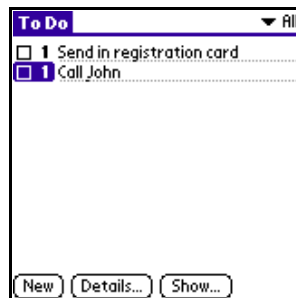 To Do All
1 Send in registration card
1 Call John
New Details... Show...